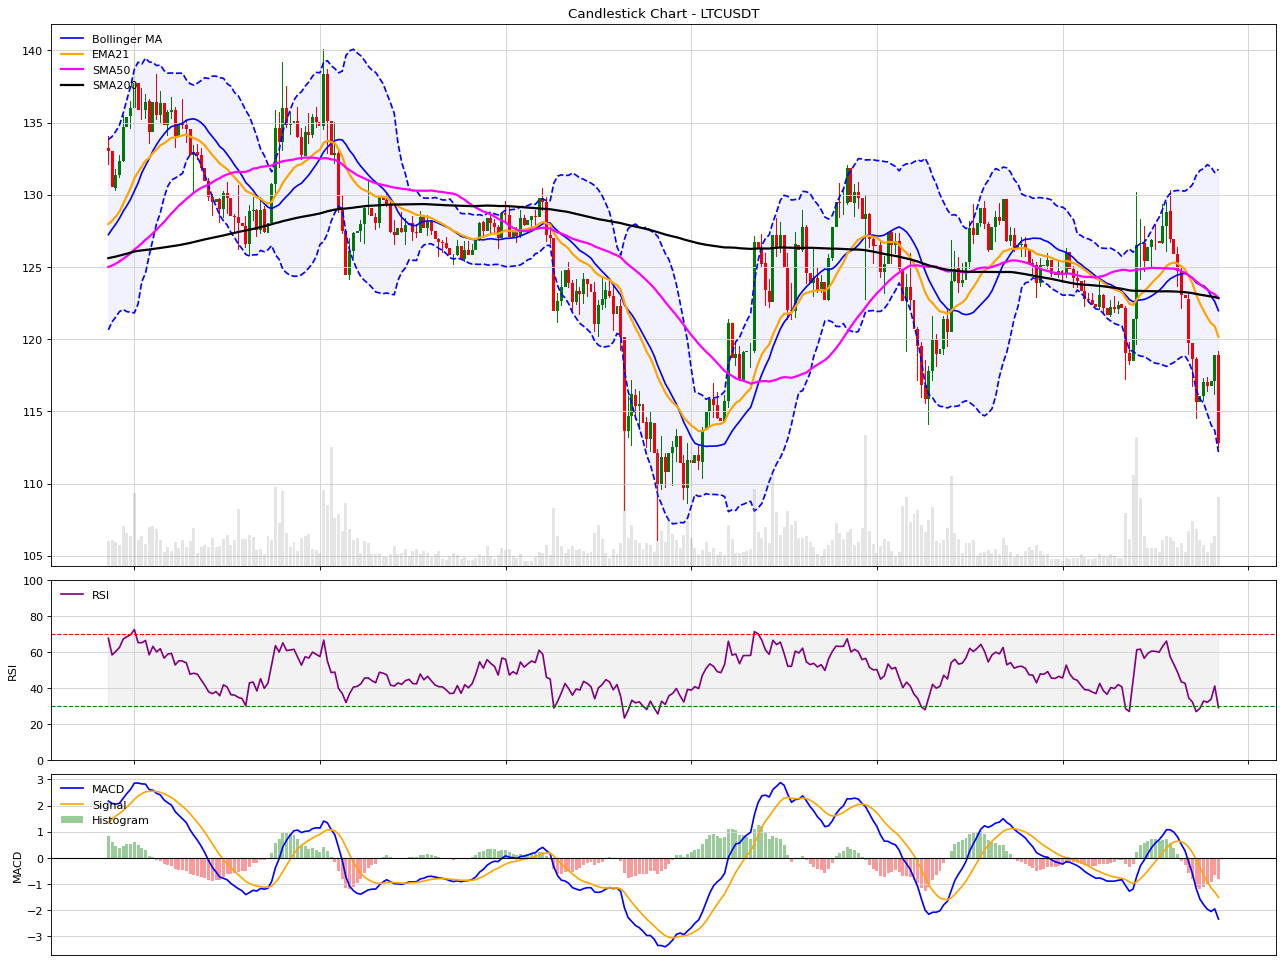 Candlestick Chart - LTCUSDT
Bollinger MA
EMA21
SMA50
SMA200
140
135
130
125
120
115
110
105
RSI
100
80
60
40
20
0
RSI
MACD
Signal
Histogram
3
2
1
0
−1
−2
−3
MACD